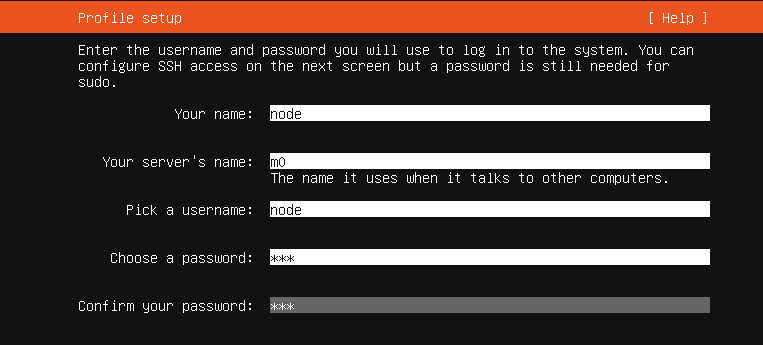 Profile setup [ Help ]
Enter the username and password you will use to log in to the system. You can
configure SSH access on the next screen but a password is still needed for
sudo.
Your name: node
Your server's name: m0
The name it uses when it talks to other computers.
Pick a username: node
Choose a password: ***
Confirm your password: ***